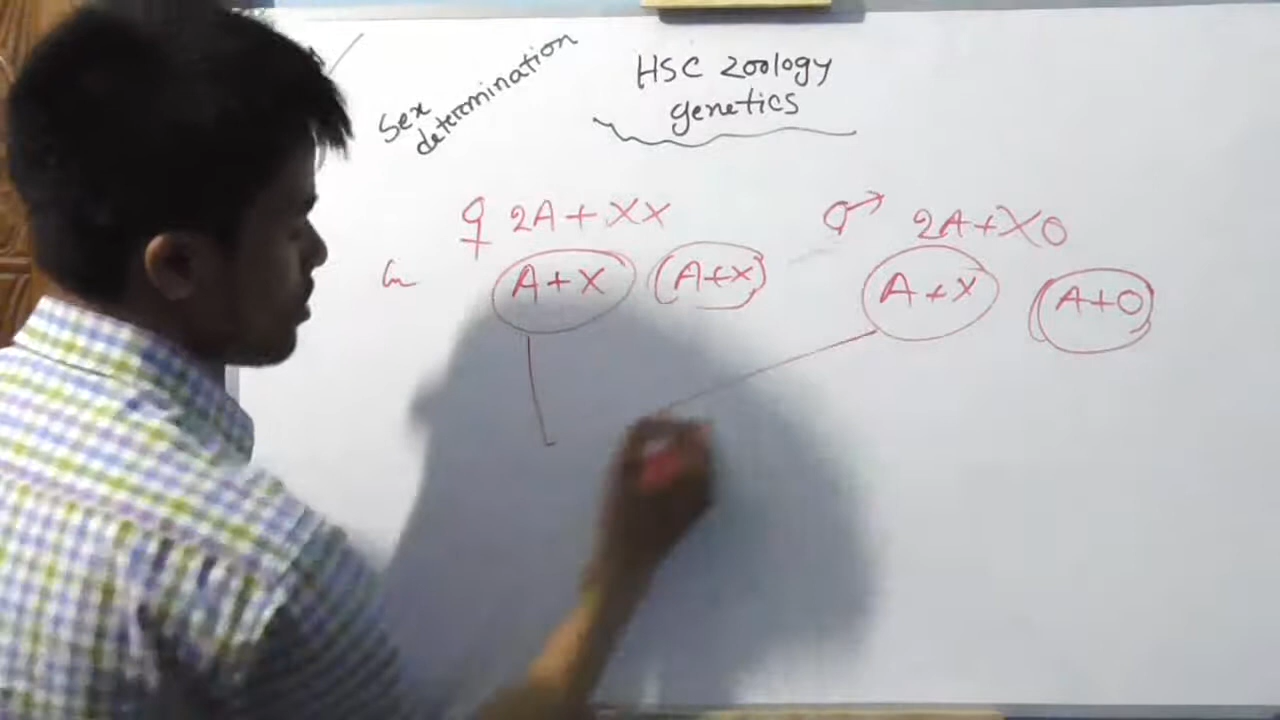 Sex
determination
HSC zoology
genetics
♀ 2A+XX
♂ 2A+XO
G A+X A+X
A+X A+O